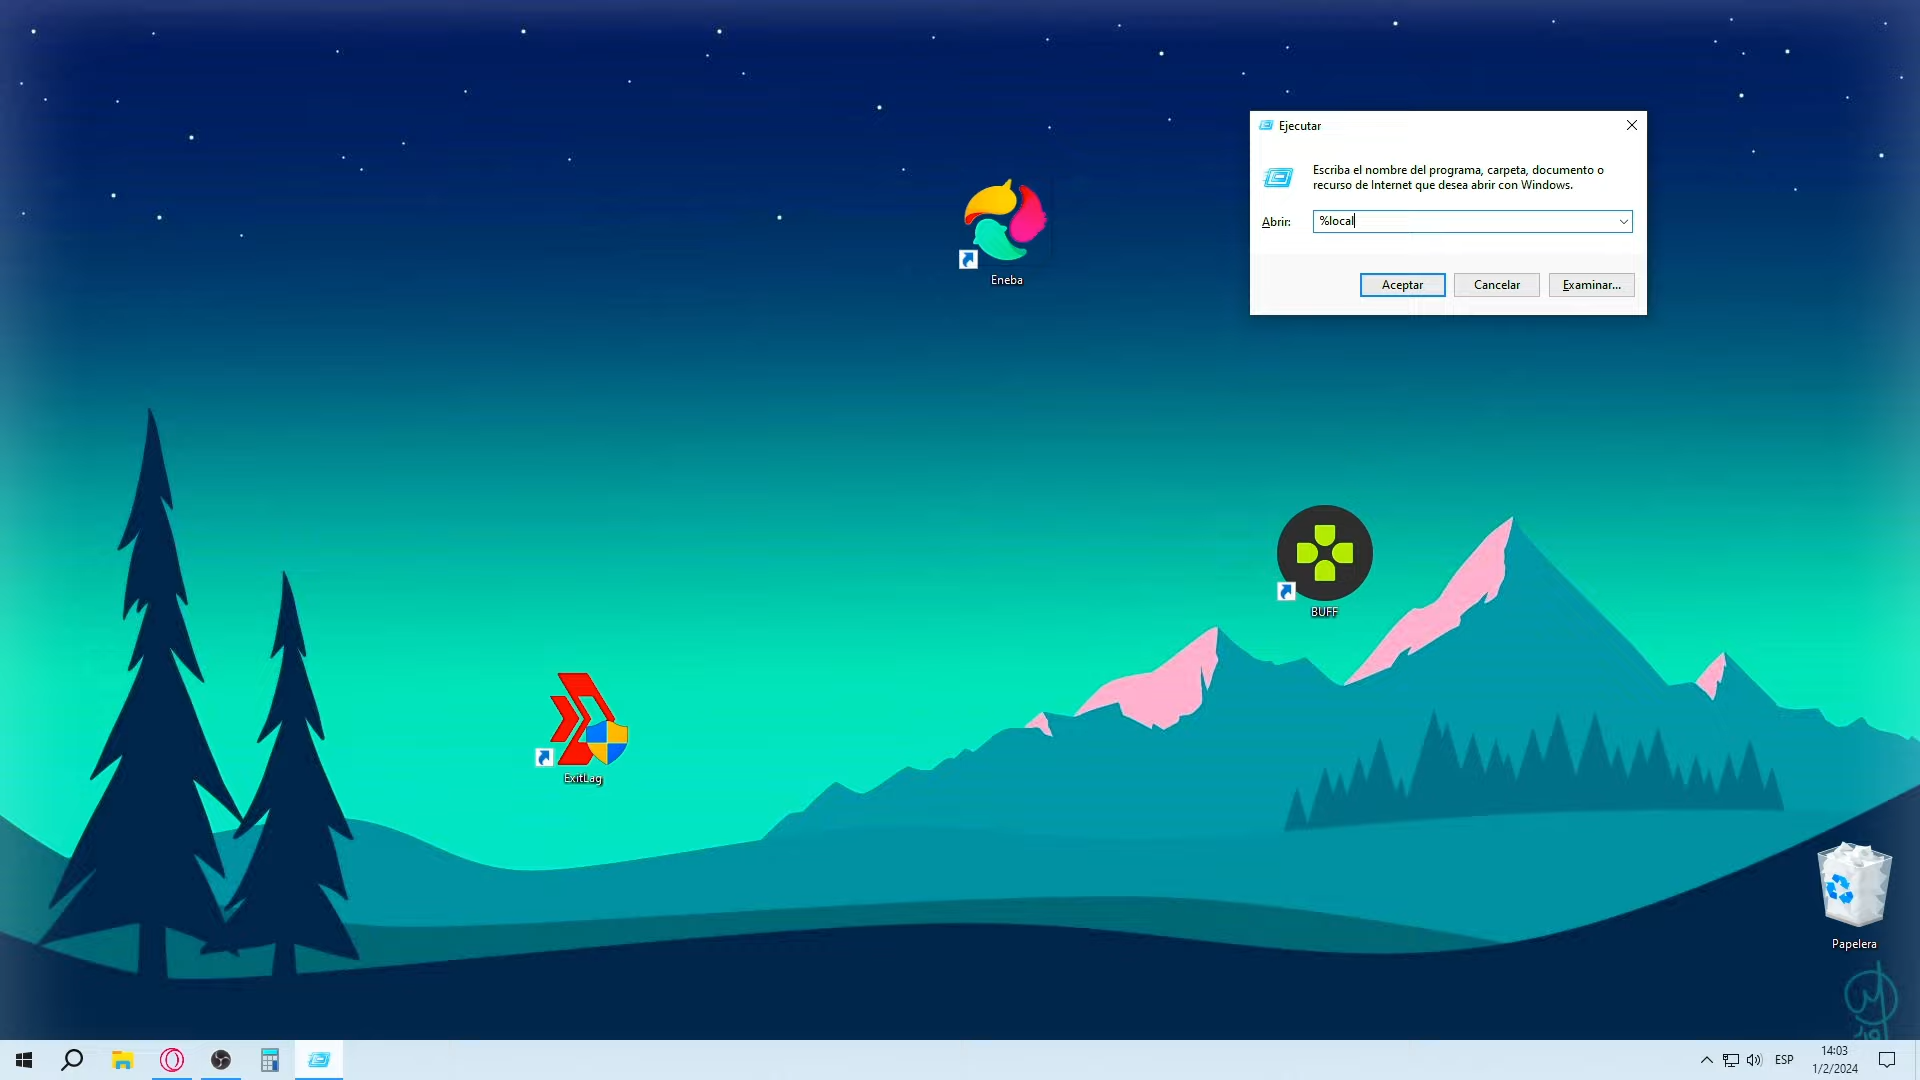 Ejecutar
Escriba el nombre del programa, carpeta, documento o
recurso de Internet que desea abrir con Windows.
Abrir:
%local
Aceptar
Cancelar
Examinar...
Eneba
BUFF
ExitLag
Papelera
ESP
14:03
1/2/2024